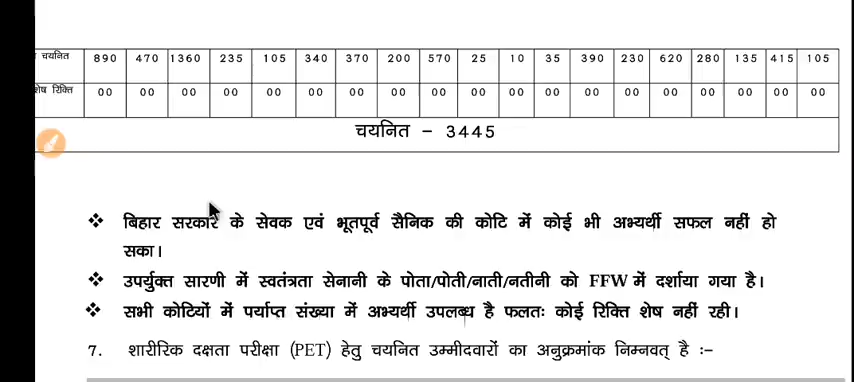 चयनित 890 470 1360 235 105 340 370 200 570 25 10 35 390 230 620 280 135 415 105
शेष रिक्ति 00 00 00 00 00 00 00 00 00 00 00 00 00 00 00 00 00 00 00
चयनित - 3445
❖ बिहार सरकार के सेवक एवं भूतपूर्व सैनिक की कोटि में कोई भी अभ्यर्थी सफल नहीं हो
सका।
❖ उपर्युक्त सारणी में स्वतंत्रता सेनानी के पोता/पोती/नाती/नतीनी को FFW में दर्शाया गया है।
❖ सभी कोटियों में पर्याप्त संख्या में अभ्यर्थी उपलब्ध है फलतः कोई रिक्ति शेष नहीं रही।
7. शारीरिक दक्षता परीक्षा (PET) हेतु चयनित उम्मीदवारों का अनुक्रमांक निम्नवत् है :-